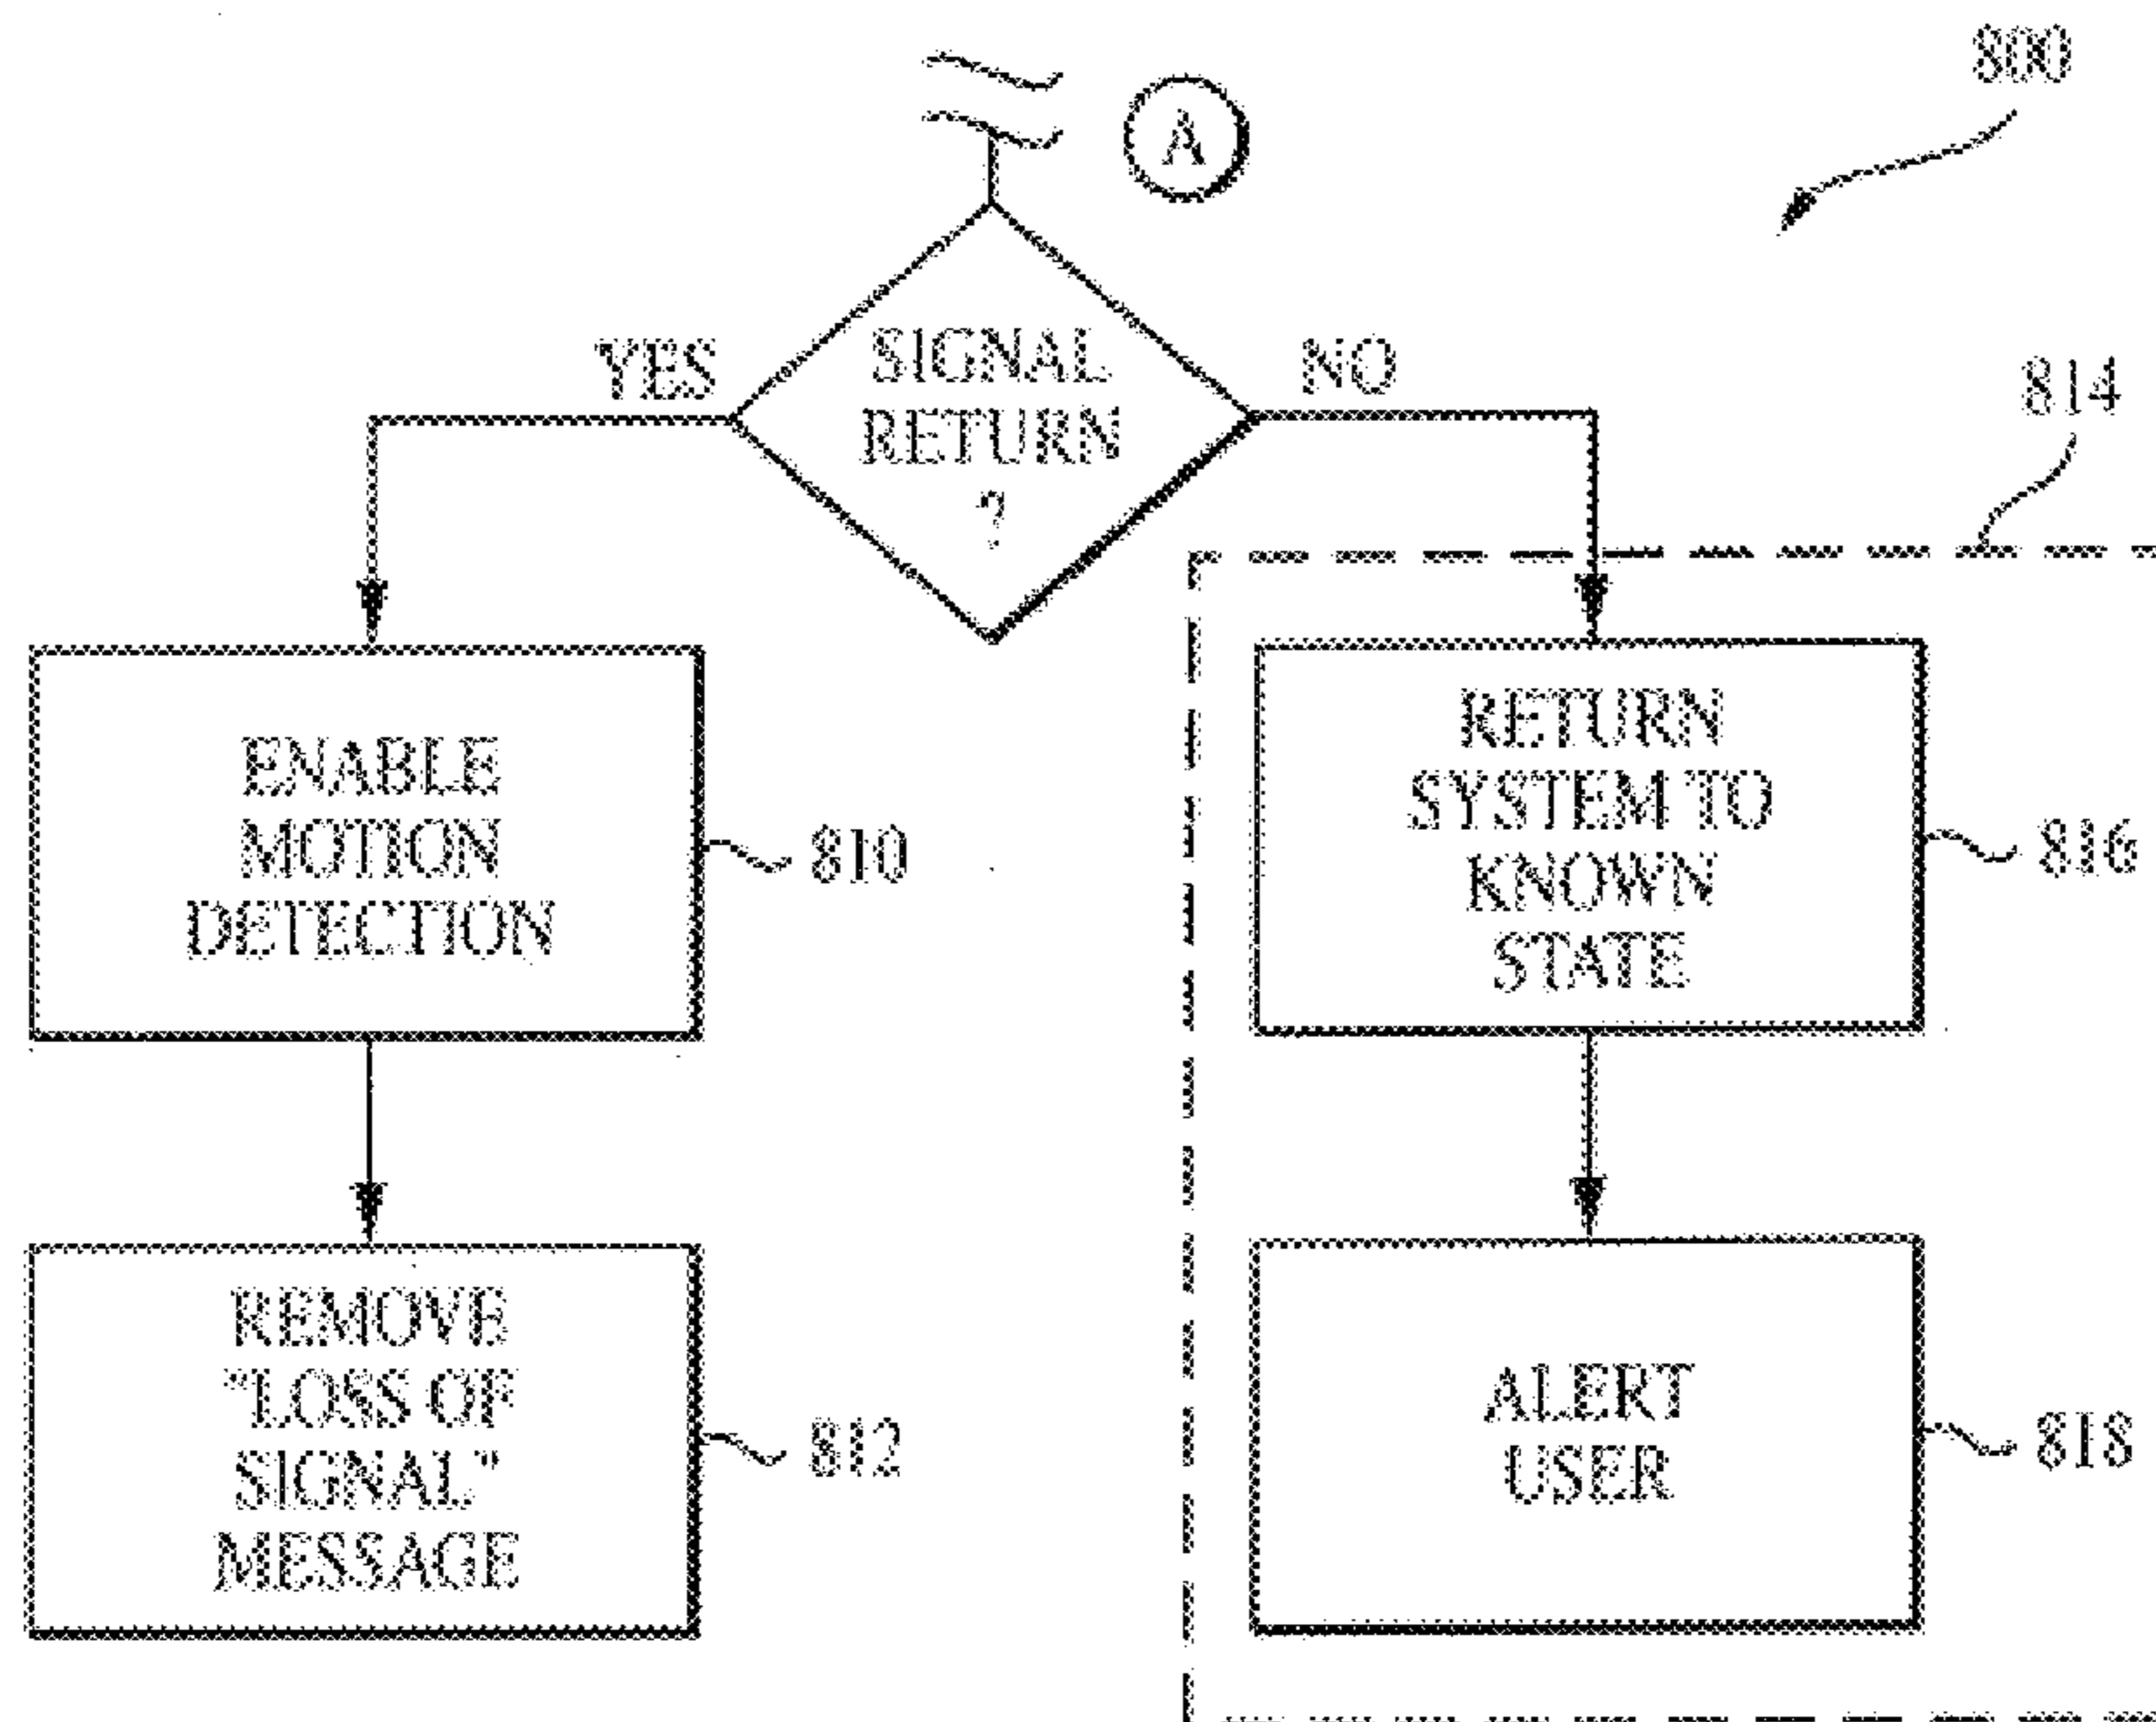 800
A
SIGNAL
RETURN
?
YES
NO
814
ENABLE
MOTION
DETECTION
810
RETURN
SYSTEM TO
KNOWN
STATE
816
REMOVE
"LOSS OF
SIGNAL"
MESSAGE
812
ALERT
USER
818